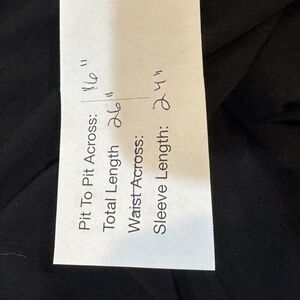 Pit To Pit Across: 16"
Total Length 26"
Waist Across:
Sleeve Length: 24"